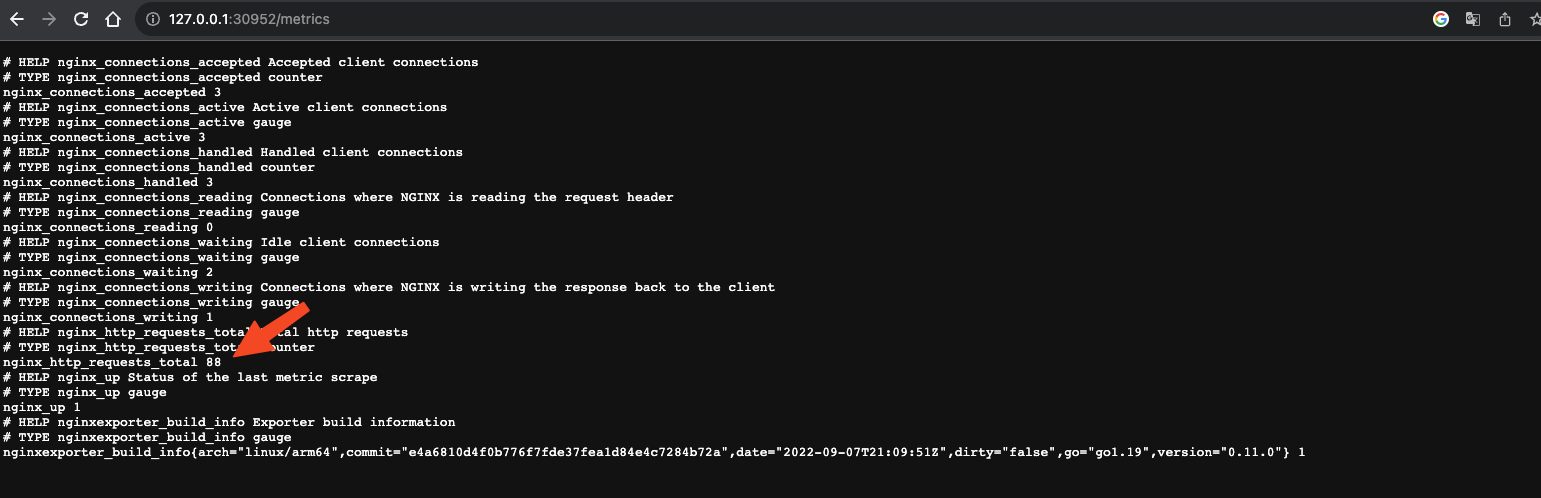 127.0.0.1:30952/metrics
# HELP nginx_connections_accepted Accepted client connections
# TYPE nginx_connections_accepted counter
nginx_connections_accepted 3
# HELP nginx_connections_active Active client connections
# TYPE nginx_connections_active gauge
nginx_connections_active 3
# HELP nginx_connections_handled Handled client connections
# TYPE nginx_connections_handled counter
nginx_connections_handled 3
# HELP nginx_connections_reading Connections where NGINX is reading the request header
# TYPE nginx_connections_reading gauge
nginx_connections_reading 0
# HELP nginx_connections_waiting Idle client connections
# TYPE nginx_connections_waiting gauge
nginx_connections_waiting 2
# HELP nginx_connections_writing Connections where NGINX is writing the response back to the client
# TYPE nginx_connections_writing gauge
nginx_connections_writing 1
# HELP nginx_http_requests_total Total http requests
# TYPE nginx_http_requests_total counter
nginx_http_requests_total 88
# HELP nginx_up Status of the last metric scrape
# TYPE nginx_up gauge
nginx_up 1
# HELP nginxexporter_build_info Exporter build information
# TYPE nginxexporter_build_info gauge
nginxexporter_build_info{arch="linux/arm64",commit="e4a6810d4f0b776f7fde37fea1d84e4c7284b72a",date="2022-09-07T21:09:51Z",dirty="false",go="go1.19",version="0.11.0"} 1